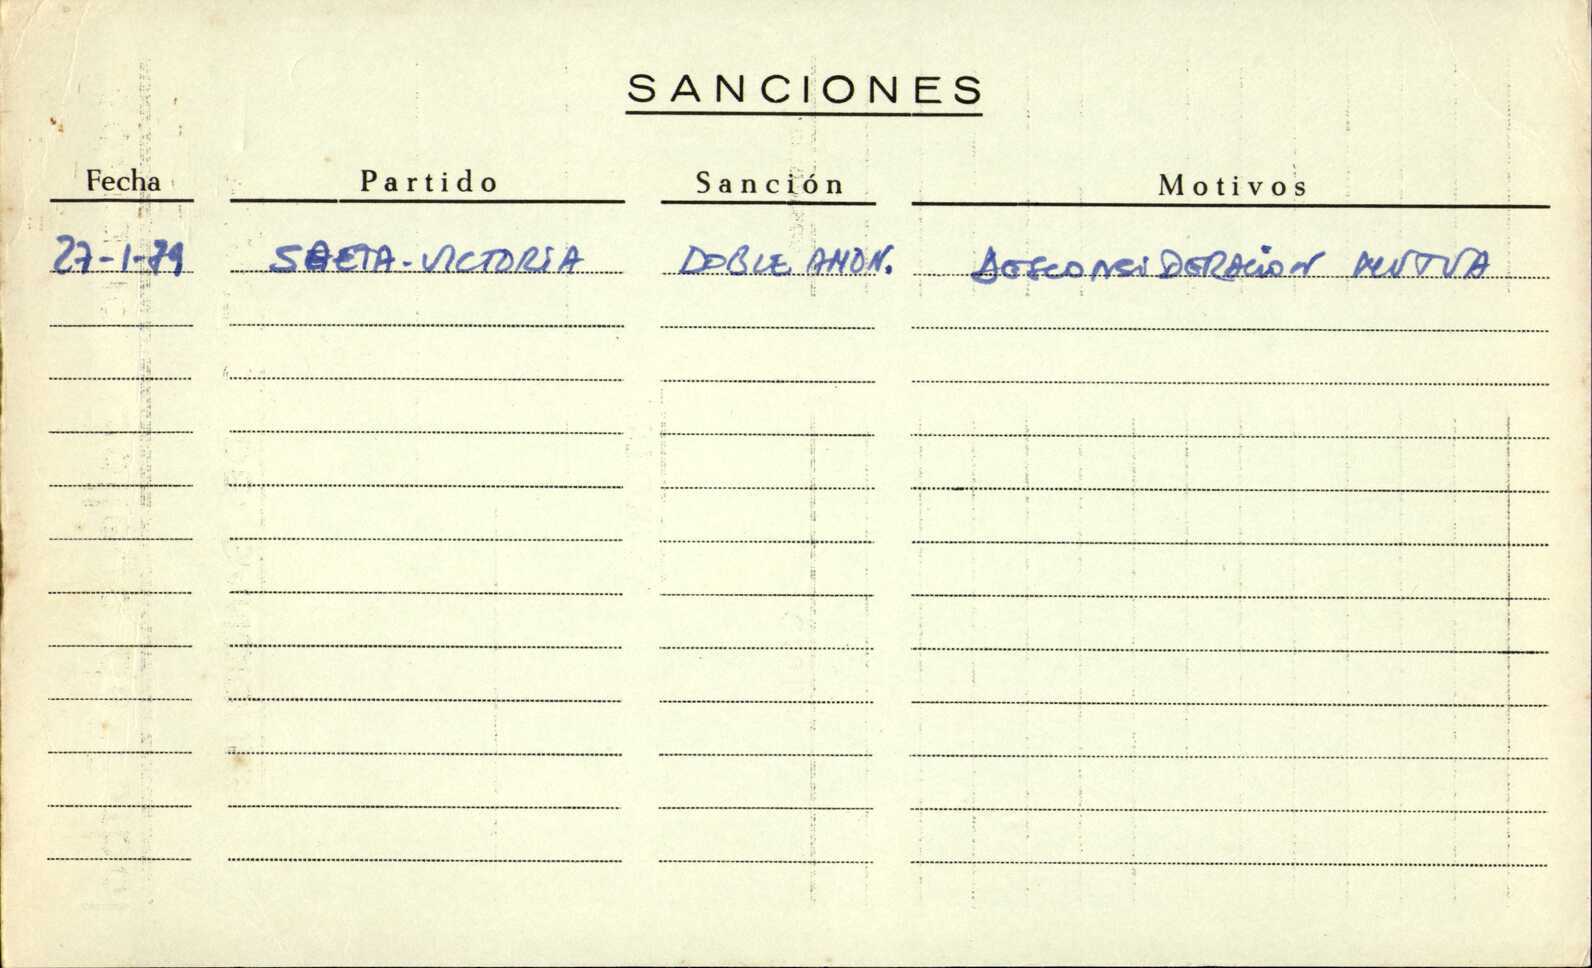 SANCIONES
Fecha Partido Sanción Motivos
27-1-79 SAETA-VICTORIA DOBLE AMON. DESCONSIDERACION MUTUA